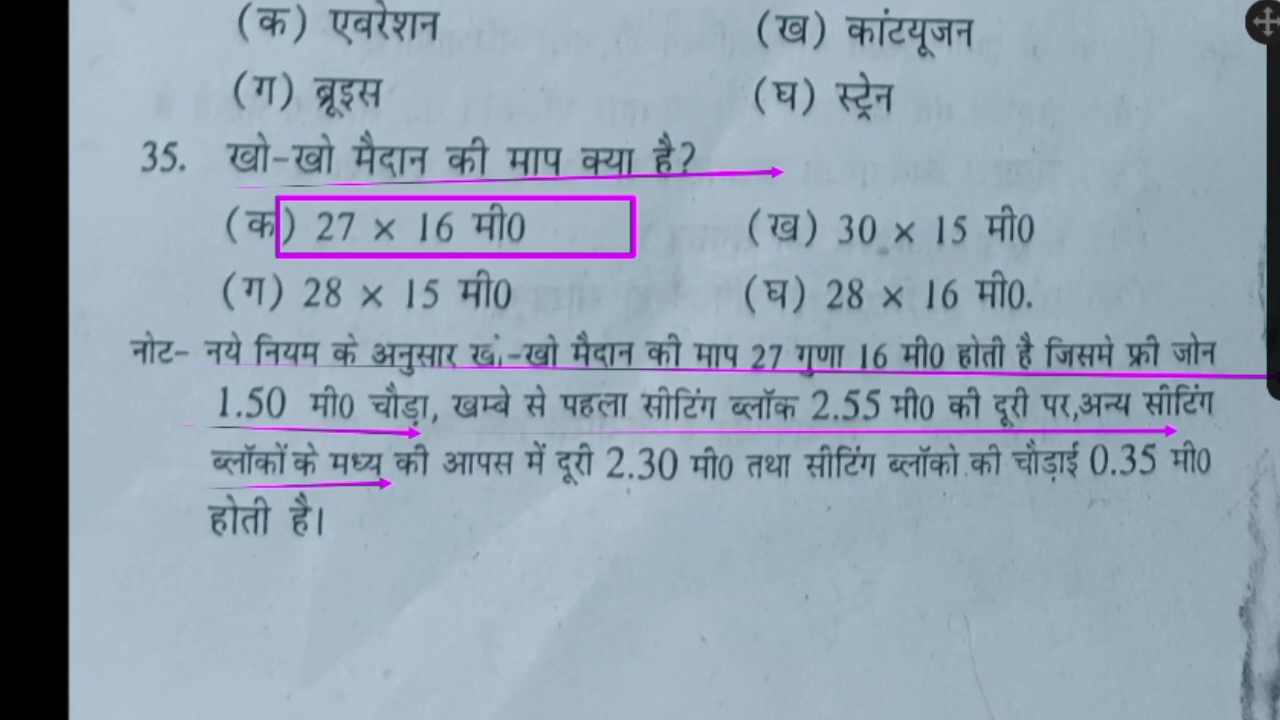 (क) एवरेशन (ख) कांटयूजन
(ग) ब्रूइस (घ) स्ट्रेन
35. खो-खो मैदान की माप क्या है?
(क) 27 × 16 मी0 (ख) 30 × 15 मी0
(ग) 28 × 15 मी0 (घ) 28 × 16 मी0.
नोट- नये नियम के अनुसार खो-खो मैदान की माप 27 गुणा 16 मी0 होती है जिसमे फ्री जोन
1.50 मी0 चौड़ा, खम्बे से पहला सीटिंग ब्लॉक 2.55 मी0 की दूरी पर,अन्य सीटिंग
ब्लॉकों के मध्य की आपस में दूरी 2.30 मी0 तथा सीटिंग ब्लॉको की चौड़ाई 0.35 मी0
होती है।